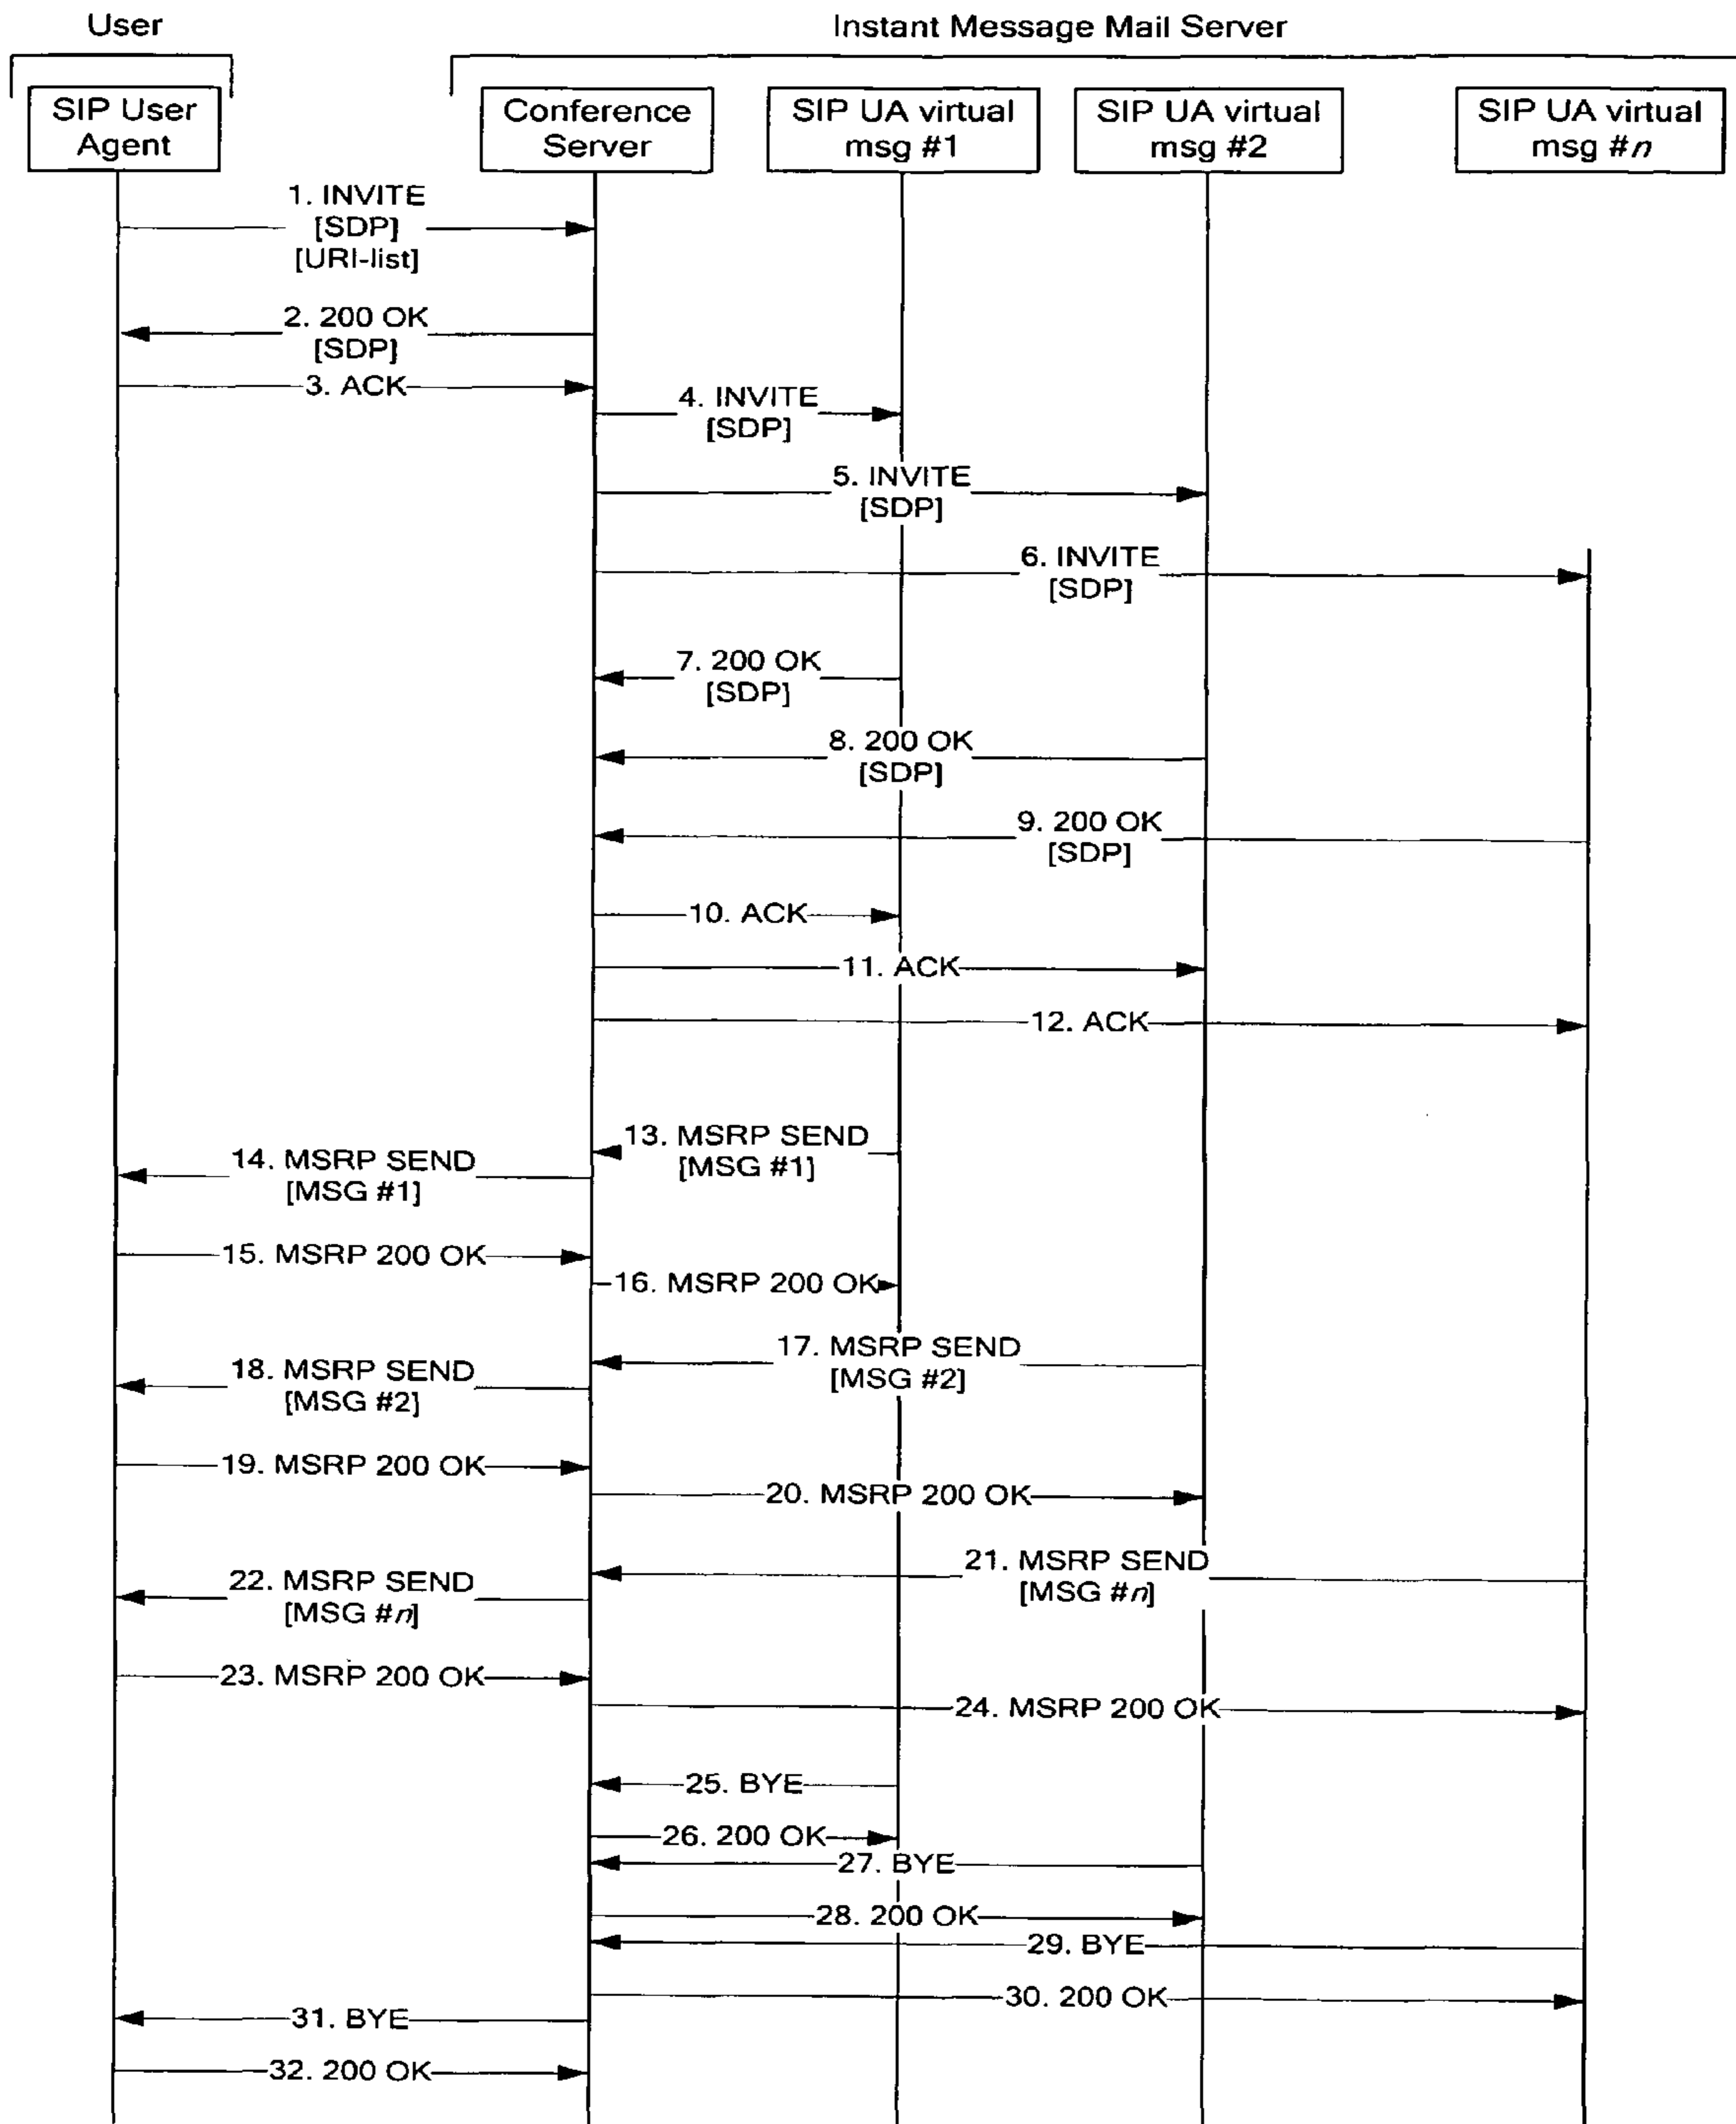 User
Instant Message Mail Server
SIP User
Agent
Conference
Server
SIP UA virtual
msg #1
SIP UA virtual
msg #2
SIP UA virtual
msg #n
1. INVITE
[SDP]
[URI-list]
2. 200 OK
[SDP]
3. ACK
4. INVITE
[SDP]
5. INVITE
[SDP]
6. INVITE
[SDP]
7. 200 OK
[SDP]
8. 200 OK
[SDP]
9. 200 OK
[SDP]
10. ACK
11. ACK
12. ACK
13. MSRP SEND
[MSG #1]
14. MSRP SEND
[MSG #1]
15. MSRP 200 OK
16. MSRP 200 OK
17. MSRP SEND
[MSG #2]
18. MSRP SEND
[MSG #2]
19. MSRP 200 OK
20. MSRP 200 OK
21. MSRP SEND
[MSG #n]
22. MSRP SEND
[MSG #n]
23. MSRP 200 OK
24. MSRP 200 OK
25. BYE
26. 200 OK
27. BYE
28. 200 OK
29. BYE
30. 200 OK
31. BYE
32. 200 OK